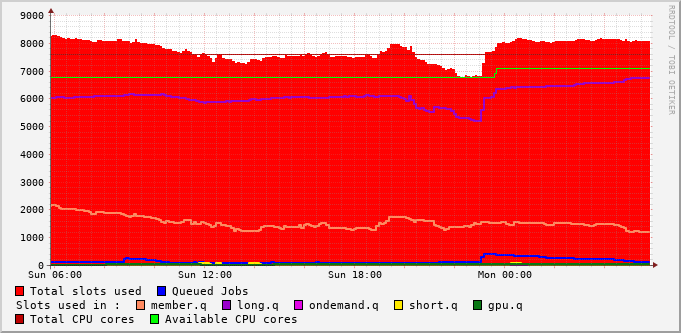 9000
8000
7000
6000
5000
4000
3000
2000
1000
0
Sun 06:00 Sun 12:00 Sun 18:00 Mon 00:00
Total slots used Queued Jobs
Slots used in : member.q long.q ondemand.q short.q gpu.q
Total CPU cores Available CPU cores
RRDTOOL / TOBI OETIKER